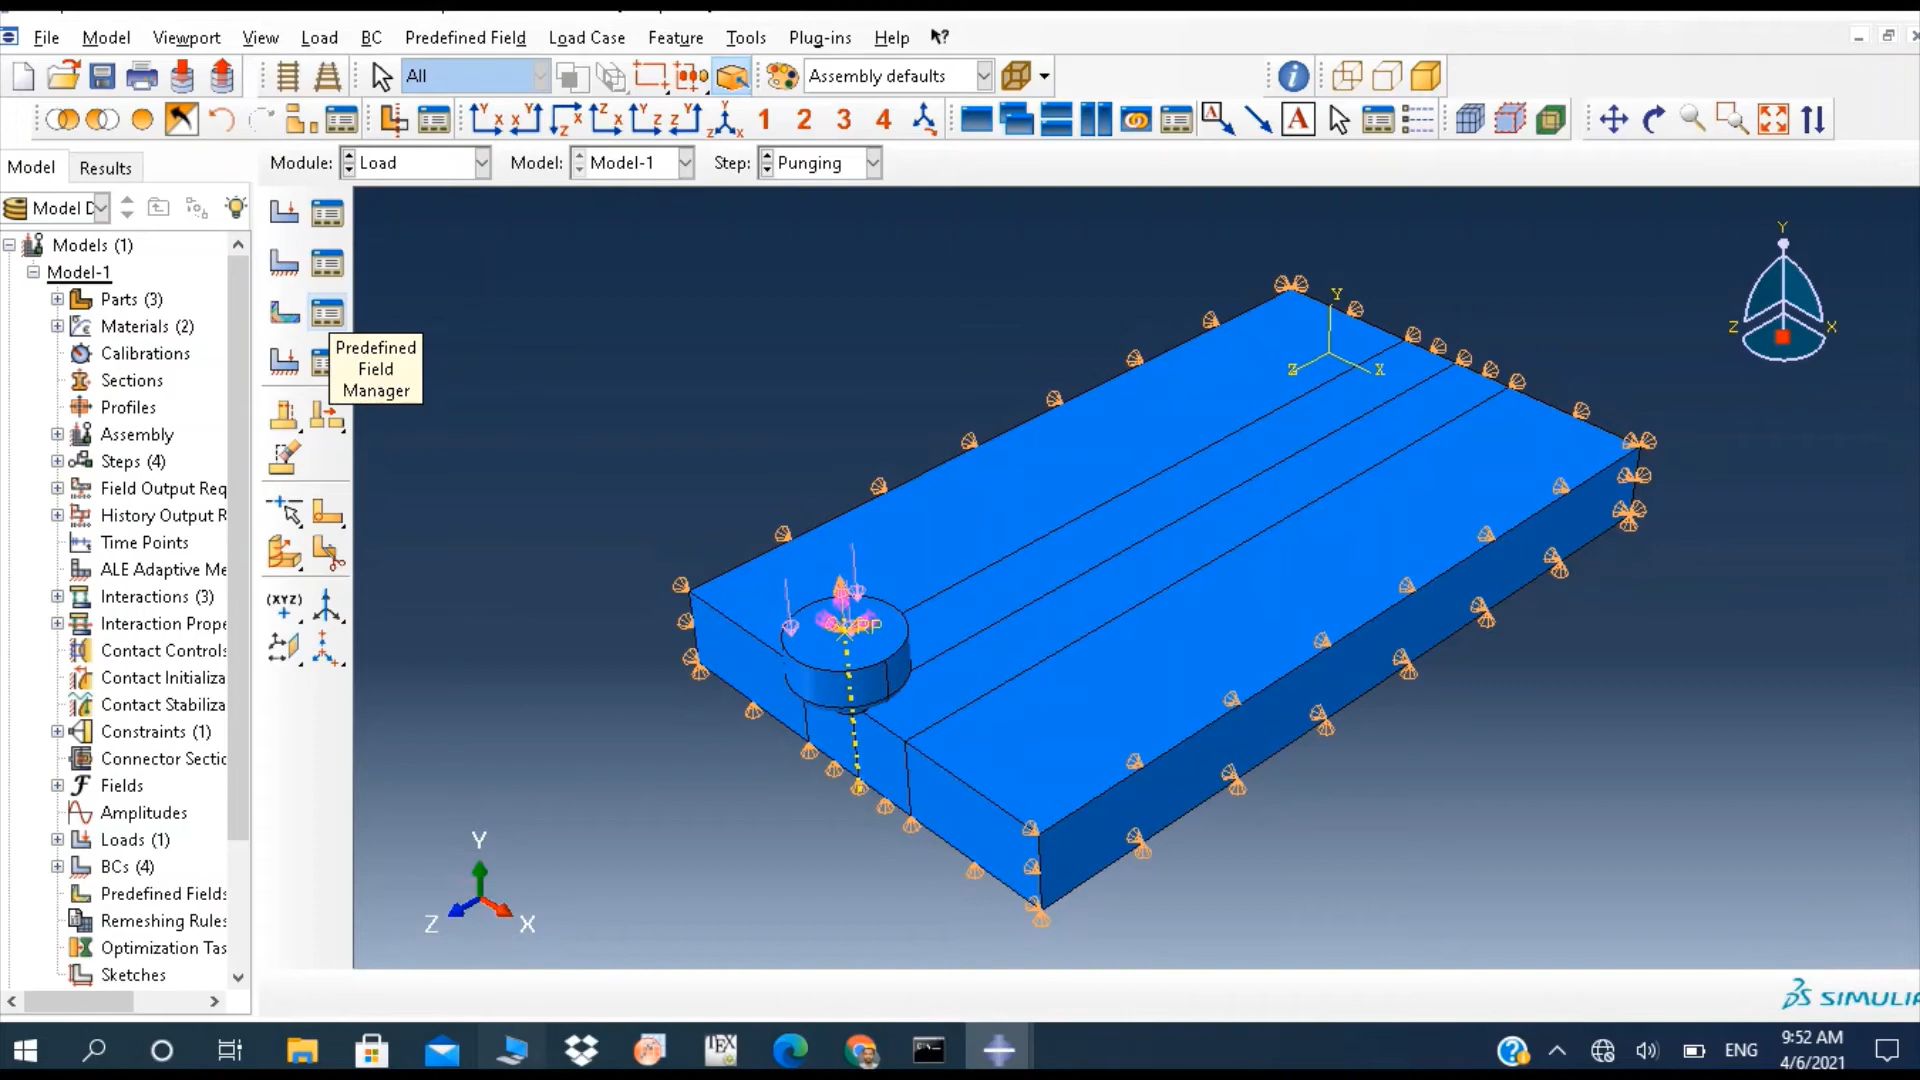 File Model Viewport View Load BC Predefined Field Load Case Feature Tools Plug-ins Help
All Assembly defaults
1 2 3 4 A
Model Results Module: Load Model: Model-1 Step: Punging
Model D
Models (1)
Model-1
Parts (3)
Materials (2)
Calibrations
Sections
Profiles
Assembly
Steps (4)
Field Output Req
History Output R
Time Points
ALE Adaptive Me
Interactions (3)
Interaction Prope
Contact Controls
Contact Initializa
Contact Stabiliza
Constraints (1)
Connector Sectio
Fields
Amplitudes
Loads (1)
BCs (4)
Predefined Fields
Remeshing Rules
Optimization Tas
Sketches
Predefined
Field
Manager
(XYZ)
Y
Z X
Y
Z X
RP
Y
Z X
SIMULIA
ENG
9:52 AM
4/6/2021